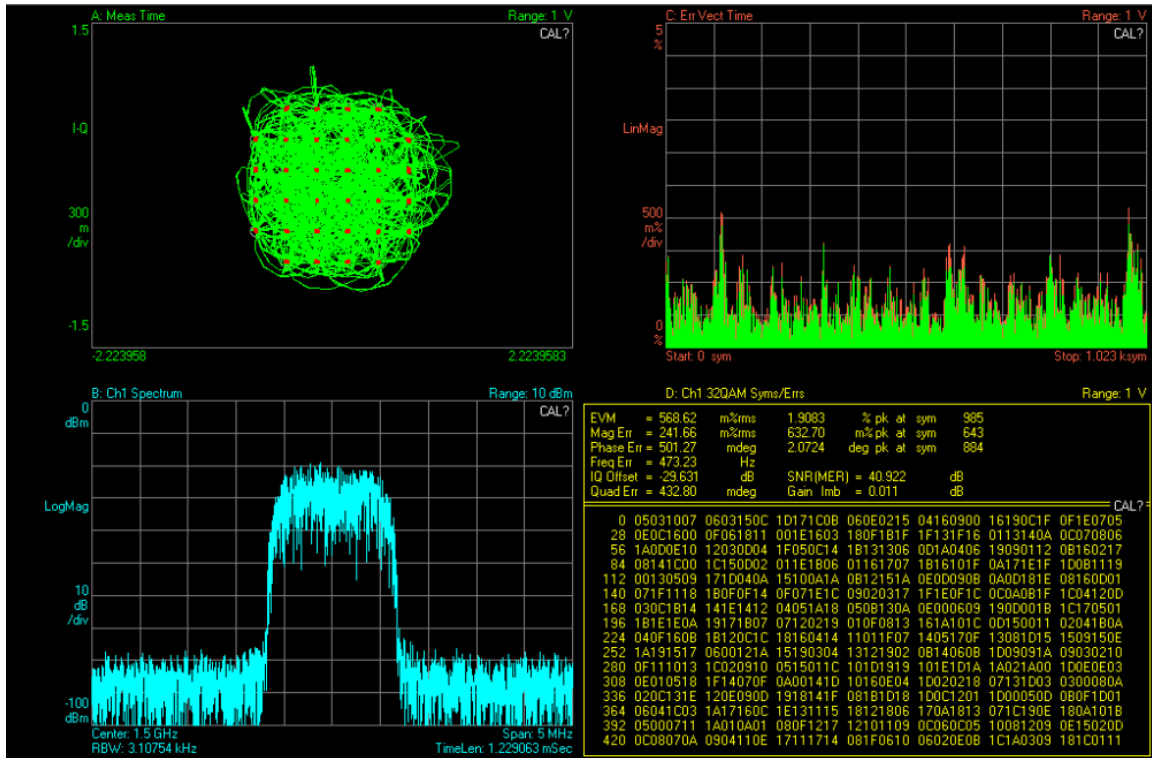 A: Meas Time Range: 1 V
1.5 CAL?
I-Q
300
m
/div
-1.5
-2.223958 2.2239583
C: Err Vect Time Range: 1 V
5 CAL?
%
LinMag
500
m%
/div
0
%
Start: 0 sym Stop: 1.023 ksym
B: Ch1 Spectrum Range: 10 dBm
0 CAL?
dBm
LogMag
10
dB
/div
-100
dBm
Center: 1.5 GHz Span: 5 MHz
RBW: 3.10754 kHz TimeLen: 1.229063 mSec
D: Ch1 32QAM Syms/Errs Range: 1 V
EVM = 568.62 m%rms 1.9083 % pk at sym 985
Mag Err = 241.66 m%rms 632.70 m% pk at sym 643
Phase Err = 501.27 mdeg 2.0724 deg pk at sym 884
Freq Err = 473.23 Hz
IQ Offset = -29.631 dB SNR(MER) = 40.922 dB
Quad Err = 432.80 mdeg Gain Imb = 0.011 dB
CAL?
0 05031007 0603150C 1D171C0B 060E0215 04160900 16190C1F 0F1E0705
28 0E0C1600 0F061811 001E1603 180F1B1F 1F131F16 0113140A 0C070806
56 1A0D0E10 12030D04 1F050C14 1B131306 0D1A0406 19090112 0B160217
84 08141C00 1C150D02 011E1B06 01161707 1B16101F 0A171E1F 1D0B1119
112 00130509 171D040A 15100A1A 0B12151A 0E0D090B 0A0D181E 08160D01
140 071F1118 1B0F0F14 0F071E1C 09020317 1F1E0F1C 0C0A0B1F 1C04120D
168 030C1B14 141E1412 04051A18 050B130A 0E000609 190D001B 1C170501
196 1B1E1E0A 19171B07 07120219 010F0813 161A101C 0D150011 02041B0A
224 040F160B 1B120C1C 18160414 11011F07 1405170F 13081D15 1509150E
252 1A191517 0600121A 15190304 13121902 0B14060B 1D09091A 09030210
280 0F111013 1C020910 0515011C 101D1919 101E1D1A 1A021A00 1D0E0E03
308 0E010518 1F14070F 0A00141D 10160E04 1D020218 07131D03 0300080A
336 020C131E 120E090D 1918141F 081B1D18 1D0C1201 1D00050D 0B0F1D01
364 06041C03 1A17160C 1E131115 18121806 170A1813 071C190E 180A101B
392 05000711 1A010A01 080F1217 12101109 0C060C05 10081209 0E15020D
420 0C08070A 0904110E 17111714 081F0610 06020E0B 1C1A0309 181C0111